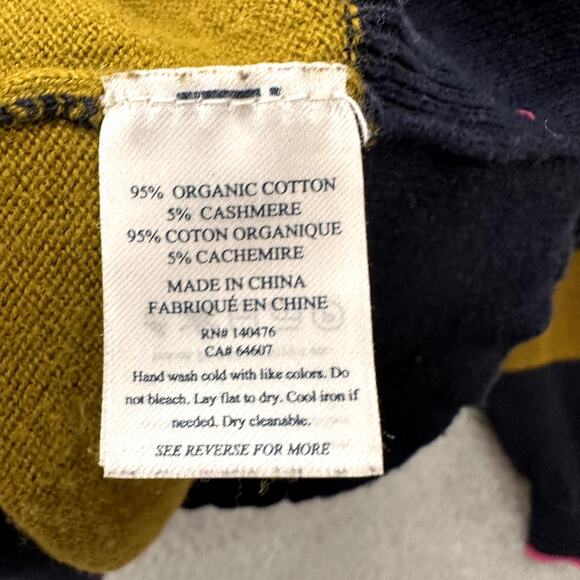 95% ORGANIC COTTON
5% CASHMERE
95% COTON ORGANIQUE
5% CACHEMIRE
MADE IN CHINA
FABRIQUÉ EN CHINE
RN# 140476
CA# 64607
Hand wash cold with like colors. Do
not bleach. Lay flat to dry. Cool iron if
needed. Dry cleanable.
SEE REVERSE FOR MORE